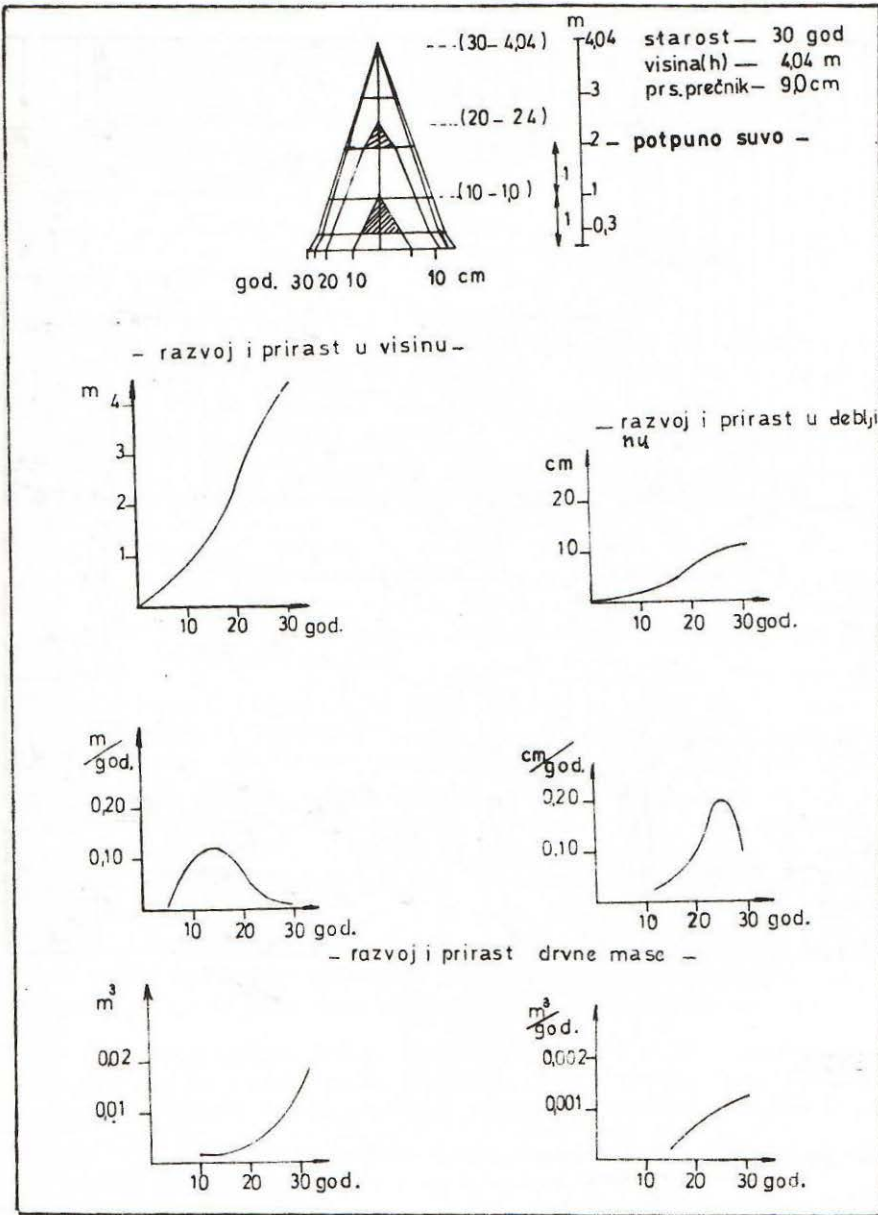 m
(30-4,04)
4,04
starost — 30 god
visina(h) — 4,04 m
prs.prečnik- 9,0cm
3
(20-24)
2
- potpuno suvo -
1
(10-1,0)
1
1
0,3
god. 30 20 10
10 cm
- razvoj i prirast u visinu-
m
4
3
2
1
10 20 30 god.
— razvoj i prirast u deblji
nu
cm
20
10
10 20 30god.
m/god.
0,20
0,10
10 20 30 god.
cm/god.
0,20
0,10
10 20 30 god.
- razvoj i prirast drvne mase -
m³
0,02
0,01
10 20 30 god.
m³/god.
0,002
0,001
10 20 30 god.